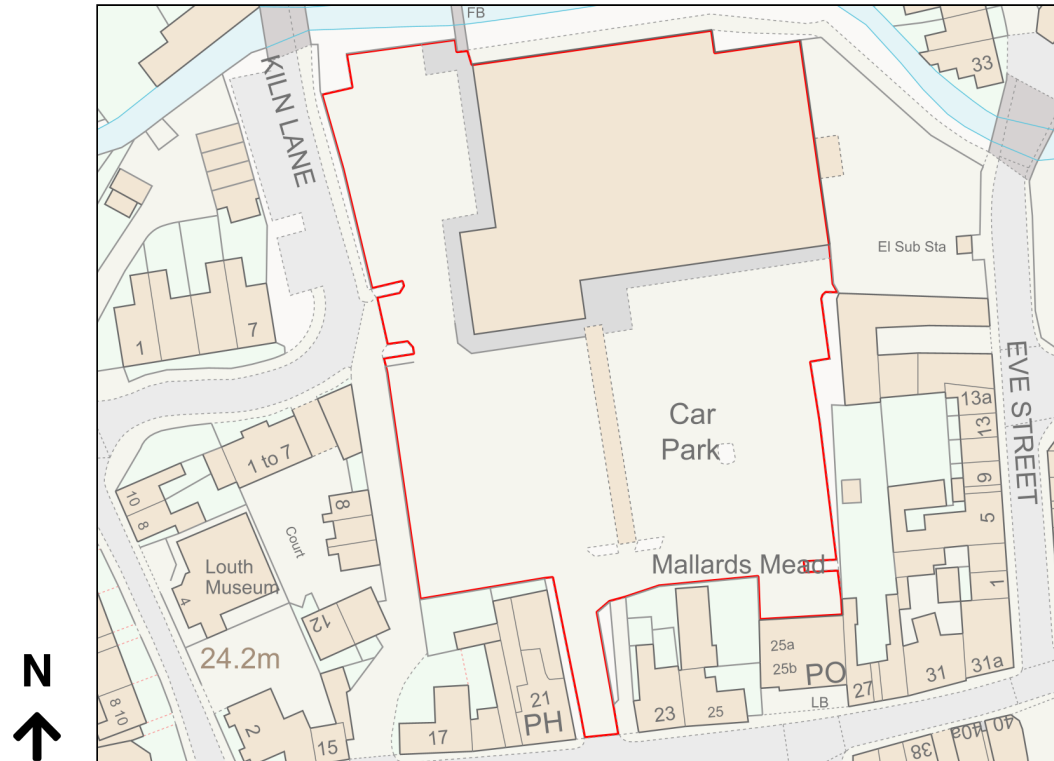 FB
33
KILN LANE
El Sub Sta
1
7
EVE STREET
Car
Park
13a
13
9
5
1
1 to 7
10
8
8
Court
Louth
Museum
4
Mallards Mead
12
24.2m
25a
25b
PO
27
31
31a
N
8
10
2
15
17
21
PH
23
25
LB
38
40
40a